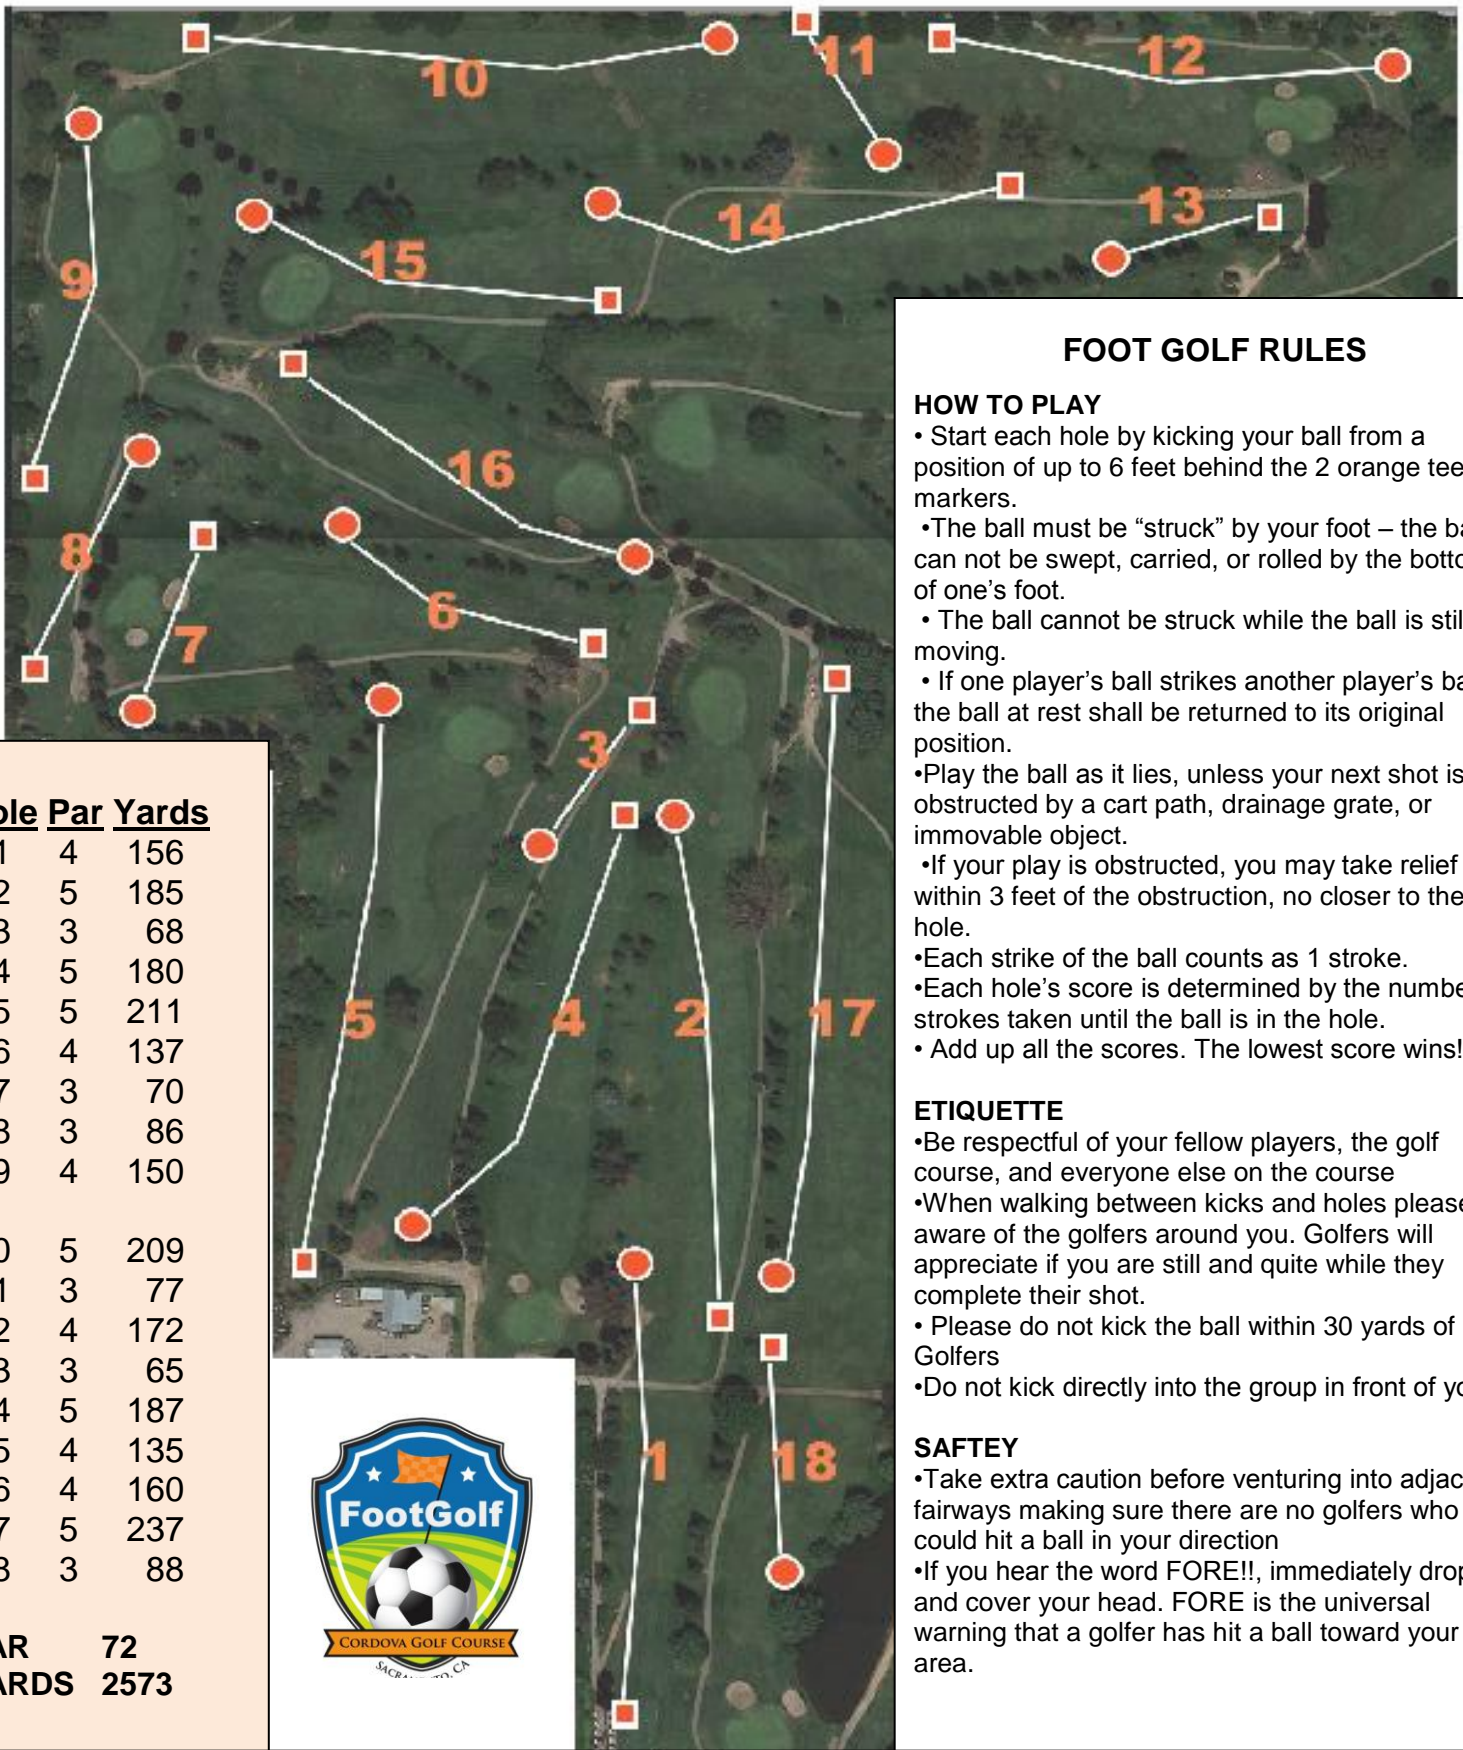 10
11
12
9
15
14
13
16
8
7
6
3
5
4
2
17
1
18
ole Par Yards
1 4 156
2 5 185
3 3 68
4 5 180
5 5 211
6 4 137
7 3 70
8 3 86
9 4 150
0 5 209
1 3 77
2 4 172
3 3 65
4 5 187
5 4 135
6 4 160
7 5 237
8 3 88
AR 72
ARDS 2573
FootGolf
CORDOVA GOLF COURSE
FOOT GOLF RULES
HOW TO PLAY
• Start each hole by kicking your ball from a
position of up to 6 feet behind the 2 orange tee
markers.
•The ball must be “struck” by your foot – the ba
can not be swept, carried, or rolled by the botto
of one’s foot.
• The ball cannot be struck while the ball is stil
moving.
• If one player’s ball strikes another player’s ba
the ball at rest shall be returned to its original
position.
•Play the ball as it lies, unless your next shot is
obstructed by a cart path, drainage grate, or
immovable object.
•If your play is obstructed, you may take relief
within 3 feet of the obstruction, no closer to the
hole.
•Each strike of the ball counts as 1 stroke.
•Each hole’s score is determined by the numbe
strokes taken until the ball is in the hole.
• Add up all the scores. The lowest score wins!
ETIQUETTE
•Be respectful of your fellow players, the golf
course, and everyone else on the course
•When walking between kicks and holes please
aware of the golfers around you. Golfers will
appreciate if you are still and quite while they
complete their shot.
• Please do not kick the ball within 30 yards of
Golfers
•Do not kick directly into the group in front of yo
SAFTEY
•Take extra caution before venturing into adjac
fairways making sure there are no golfers who
could hit a ball in your direction
•If you hear the word FORE!!, immediately drop
and cover your head. FORE is the universal
warning that a golfer has hit a ball toward your
area.